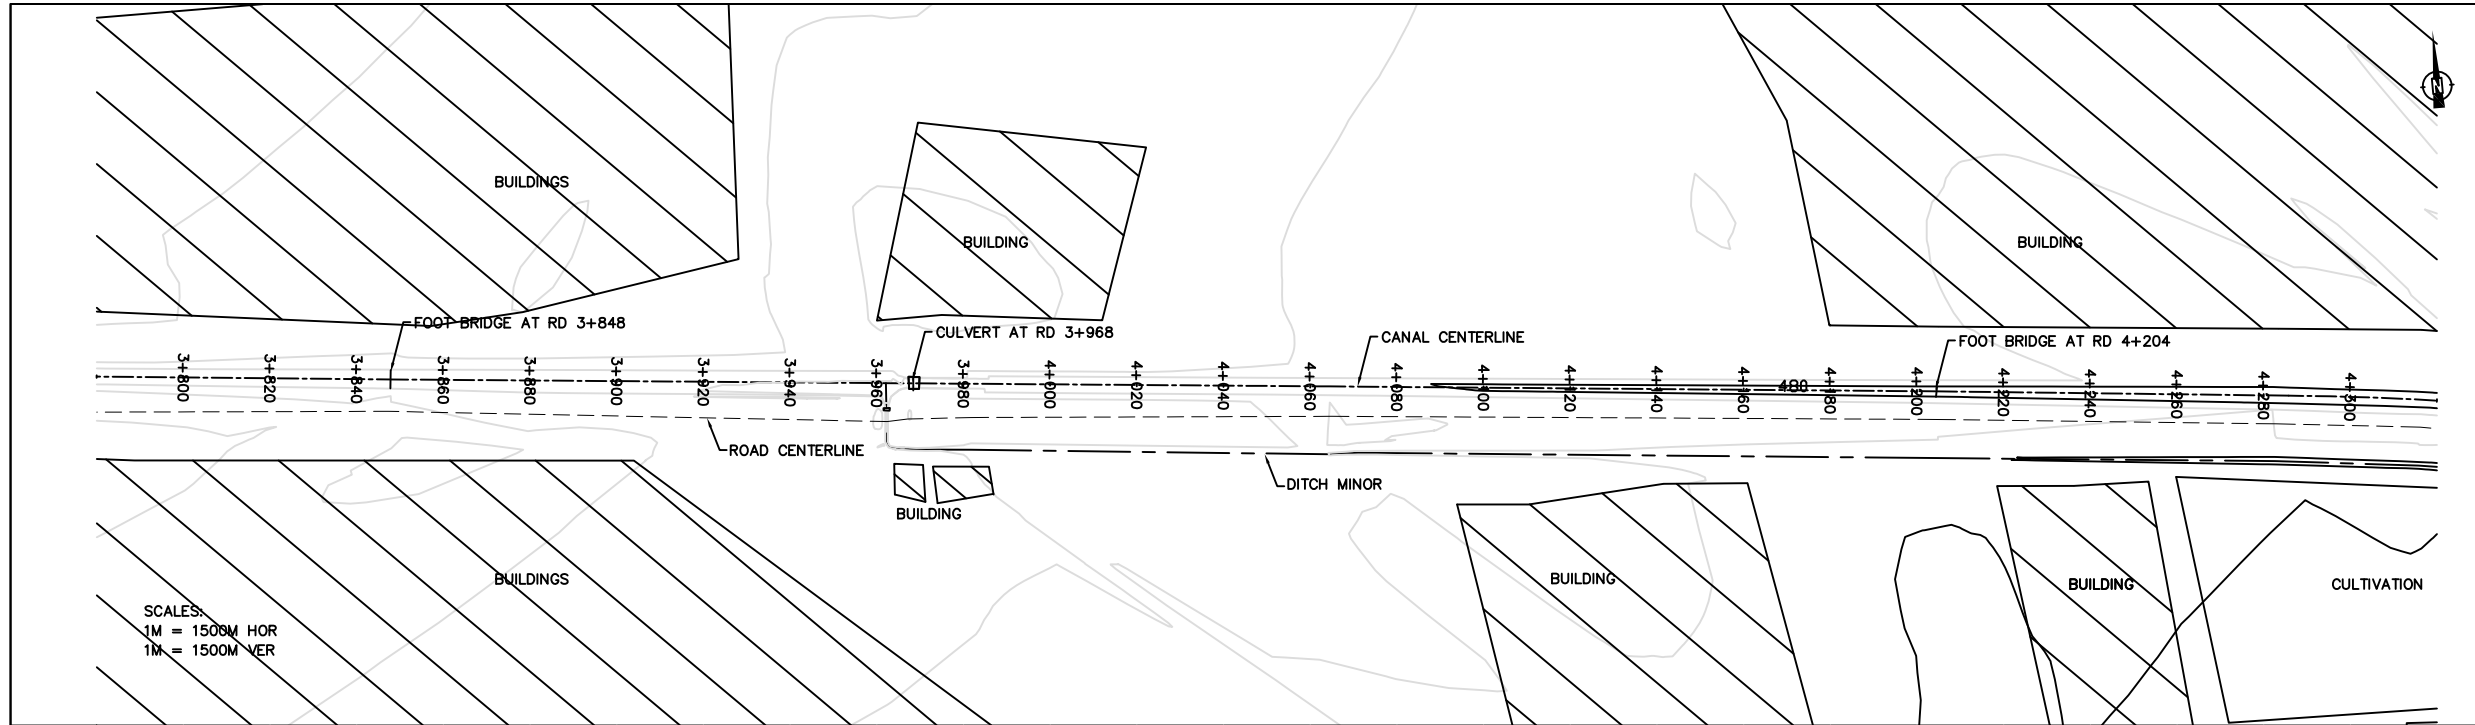 BUILDINGS
BUILDING
BUILDING
FOOT BRIDGE AT RD 3+848
CULVERT AT RD 3+968
CANAL CENTERLINE
FOOT BRIDGE AT RD 4+204
3+800
3+820
3+840
3+860
3+880
3+900
3+920
3+940
3+960
3+980
4+000
4+020
4+040
4+060
4+080
4+100
4+120
4+140
4+160
488
4+180
4+200
4+220
4+240
4+260
4+280
4+300
ROAD CENTERLINE
DITCH MINOR
BUILDING
BUILDINGS
BUILDING
BUILDING
CULTIVATION
SCALES:
1M = 1500M HOR
1M = 1500M VER
N